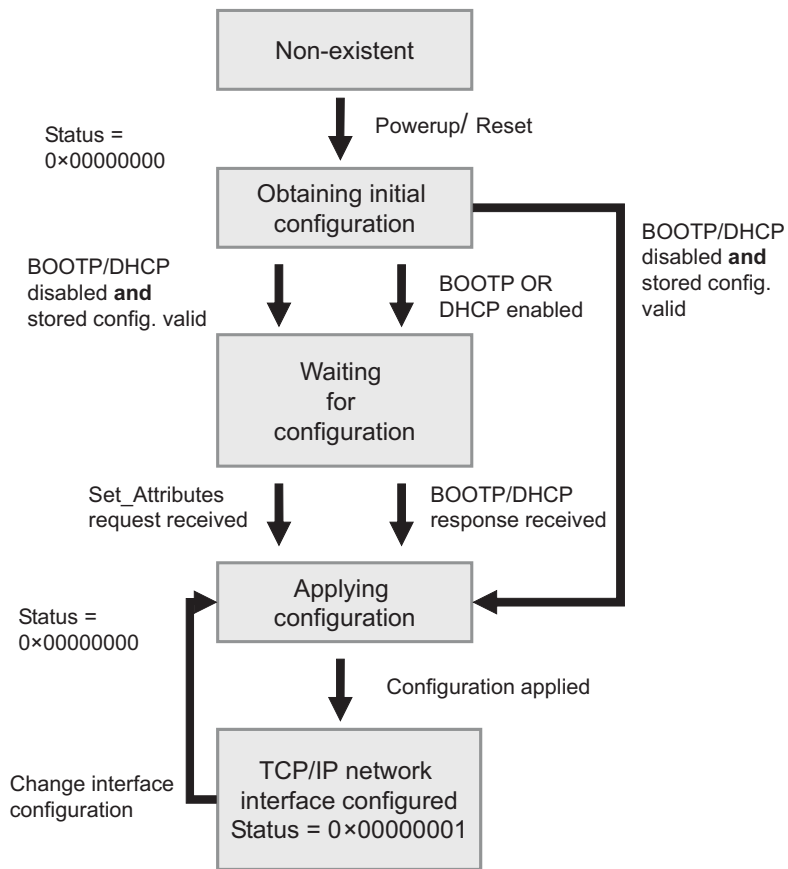 Non-existent
Powerup/ Reset
Status =
0×00000000
Obtaining initial
configuration
BOOTP/DHCP
disabled and
stored config. valid
BOOTP OR
DHCP enabled
BOOTP/DHCP
disabled and
stored config.
valid
Waiting
for
configuration
Set_Attributes
request received
BOOTP/DHCP
response received
Applying
configuration
Status =
0×00000000
Configuration applied
TCP/IP network
interface configured
Status = 0×00000001
Change interface
configuration